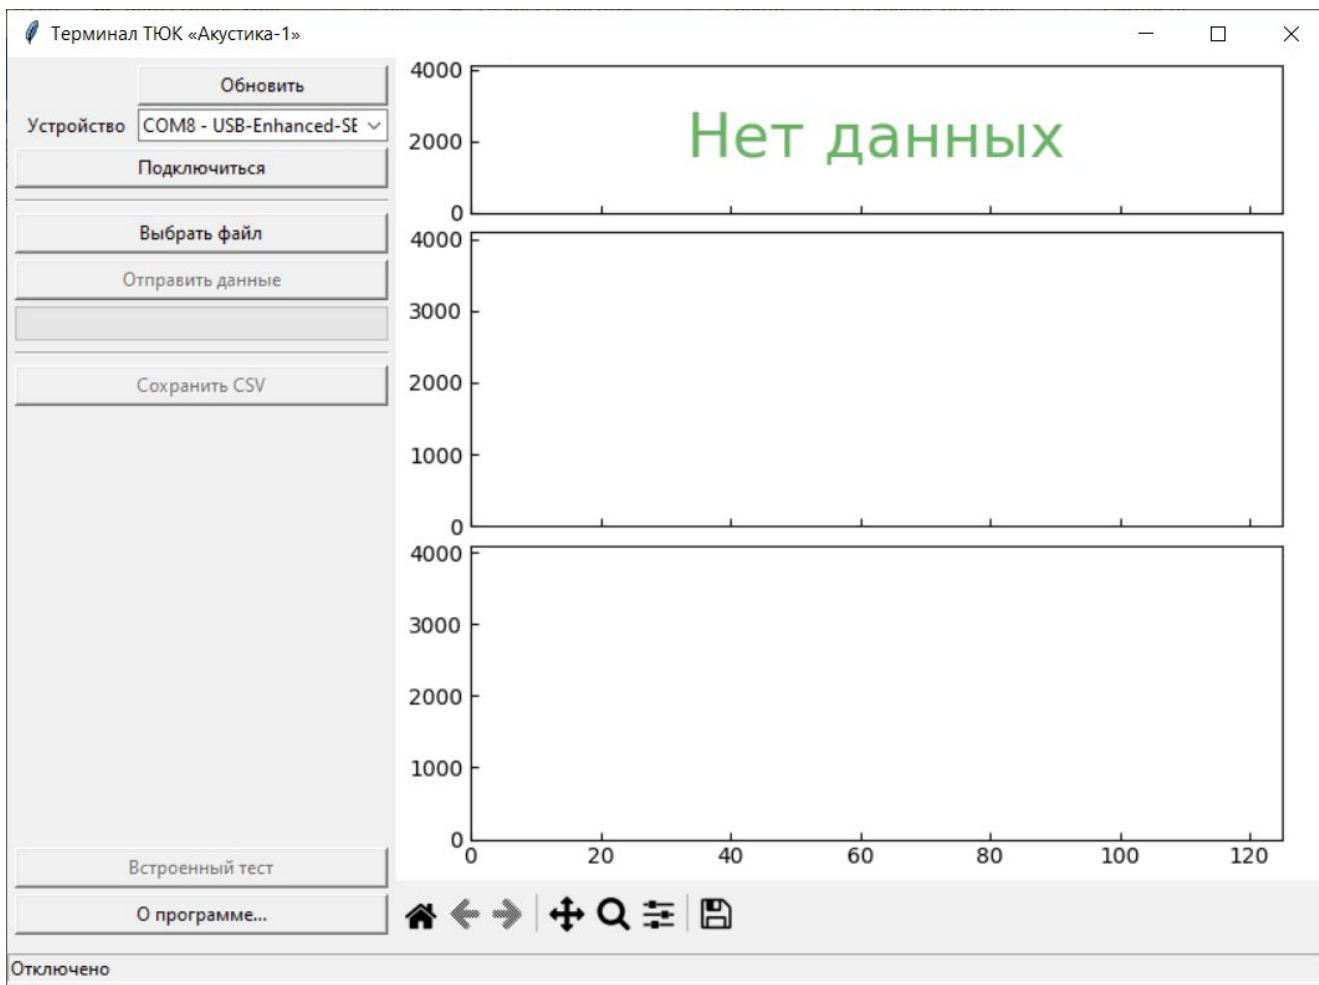 Терминал ТЮК «Акустика-1»
Обновить
Устройство COM8 - USB-Enhanced-SE
Подключиться
Выбрать файл
Отправить данные
Сохранить CSV
Встроенный тест
О программе...
4000
2000
0
Нет данных
4000
3000
2000
1000
0
4000
3000
2000
1000
0
0 20 40 60 80 100 120
Отключено